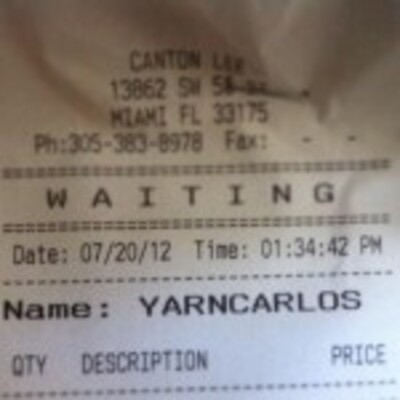 CANTON
13862 SW 56
MIAMI FL 33175
Ph:305-383-8978 Fax: - -
WAITING
Date: 07/20/12 Time: 01:34:42 PM
Name: YARNCARLOS
QTY DESCRIPTION PRICE